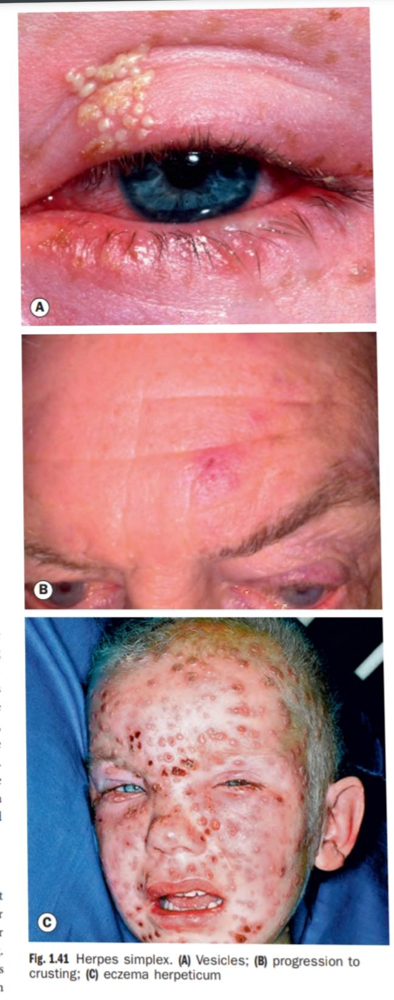 A
B
C
Fig. 1.41 Herpes simplex. (A) Vesicles; (B) progression to
crusting; (C) eczema herpeticum